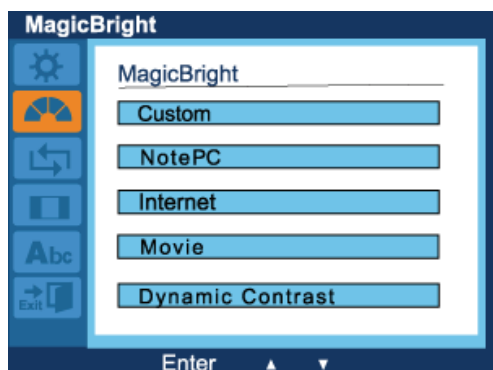 MagicBright
MagicBright
Custom
NotePC
Internet
Movie
Abc
Dynamic Contrast
Exit
Enter ▲ ▼